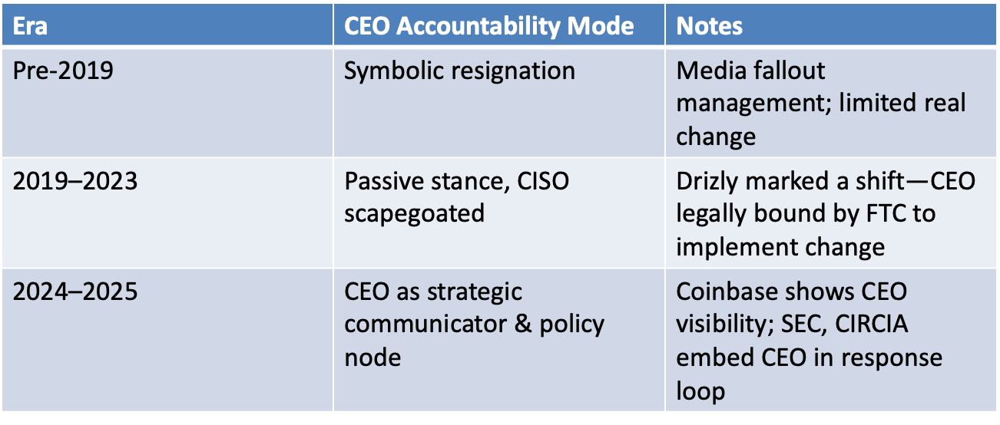 Era
CEO Accountability Mode
Notes
Pre-2019
Symbolic resignation
Media fallout
management; limited real
change
2019–2023
Passive stance, CISO
scapegoated
Drizly marked a shift—CEO
legally bound by FTC to
implement change
2024–2025
CEO as strategic
communicator & policy
node
Coinbase shows CEO
visibility; SEC, CIRCIA
embed CEO in response
loop